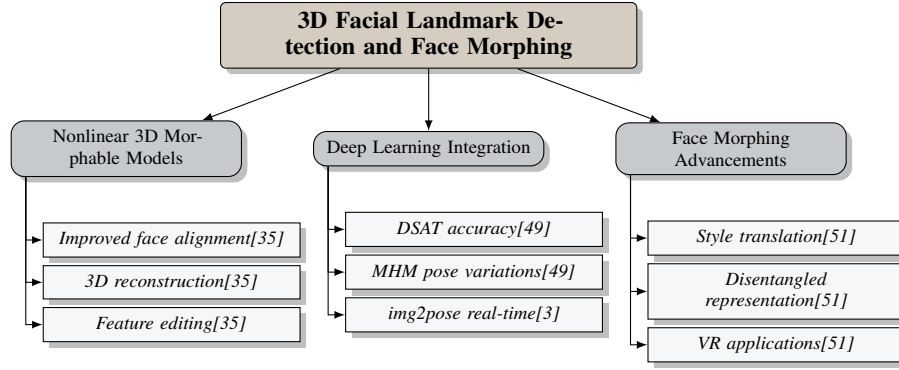 3D Facial Landmark De-
tection and Face Morphing
Nonlinear 3D Mor-
phable Models
Improved face alignment[35]
3D reconstruction[35]
Feature editing[35]
Deep Learning Integration
DSAT accuracy[49]
MHM pose variations[49]
img2pose real-time[3]
Face Morphing
Advancements
Style translation[51]
Disentangled
representation[51]
VR applications[51]